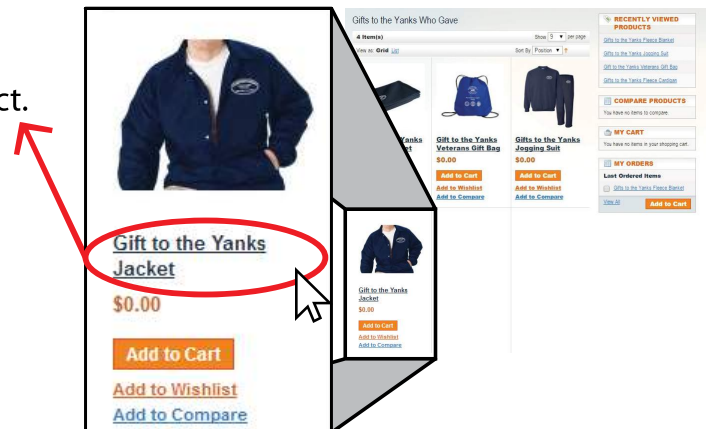 ct.
Gift to the Yanks
Jacket
$0.00
Add to Cart
Add to Wishlist
Add to Compare
Gifts to the Yanks Who Gave
4 Item(s)
Show 9 per page
View as: Grid List
Sort By Position
Yanks
et
Gift to the Yanks
Veterans Gift Bag
$0.00
Add to Cart
Add to Wishlist
Add to Compare
Gifts to the Yanks
Jogging Suit
$0.00
Add to Cart
Add to Wishlist
Add to Compare
Gift to the Yanks
Jacket
$0.00
Add to Cart
Add to Wishlist
Add to Compare
RECENTLY VIEWED
PRODUCTS
Gifts to the Yanks Fleece Blanket
Gifts to the Yanks Jogging Suit
Gift to the Yanks Veterans Gift Bag
Gifts to the Yanks Fleece Cardigan
COMPARE PRODUCTS
You have no items to compare.
MY CART
You have no items in your shopping cart.
MY ORDERS
Last Ordered Items
Gifts to the Yanks Fleece Blanket
View All
Add to Cart